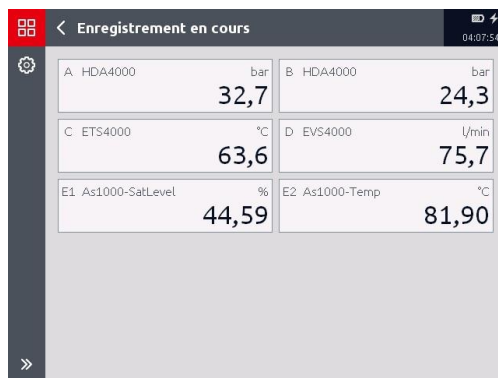 Enregistrement en cours
04:07:54
A HDA4000 bar
32,7
B HDA4000 bar
24,3
C ETS4000 °C
63,6
D EVS4000 l/min
75,7
E1 As1000-SatLevel %
44,59
E2 As1000-Temp °C
81,90